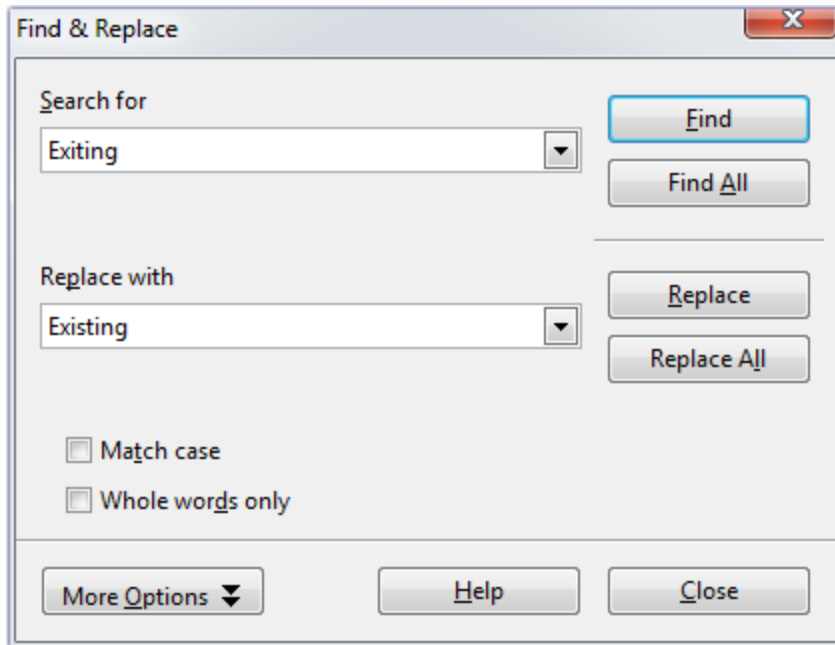 Find & Replace
Search for
Exiting
Find
Find All
Replace with
Existing
Replace
Replace All
Match case
Whole words only
More Options
Help
Close